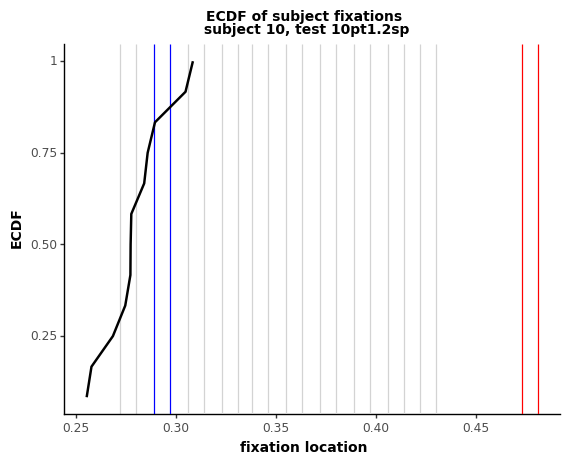 ECDF of subject fixations
subject 10, test 10pt1.2sp
1
0.75
0.50
0.25
ECDF
0.25 0.30 0.35 0.40 0.45
fixation location